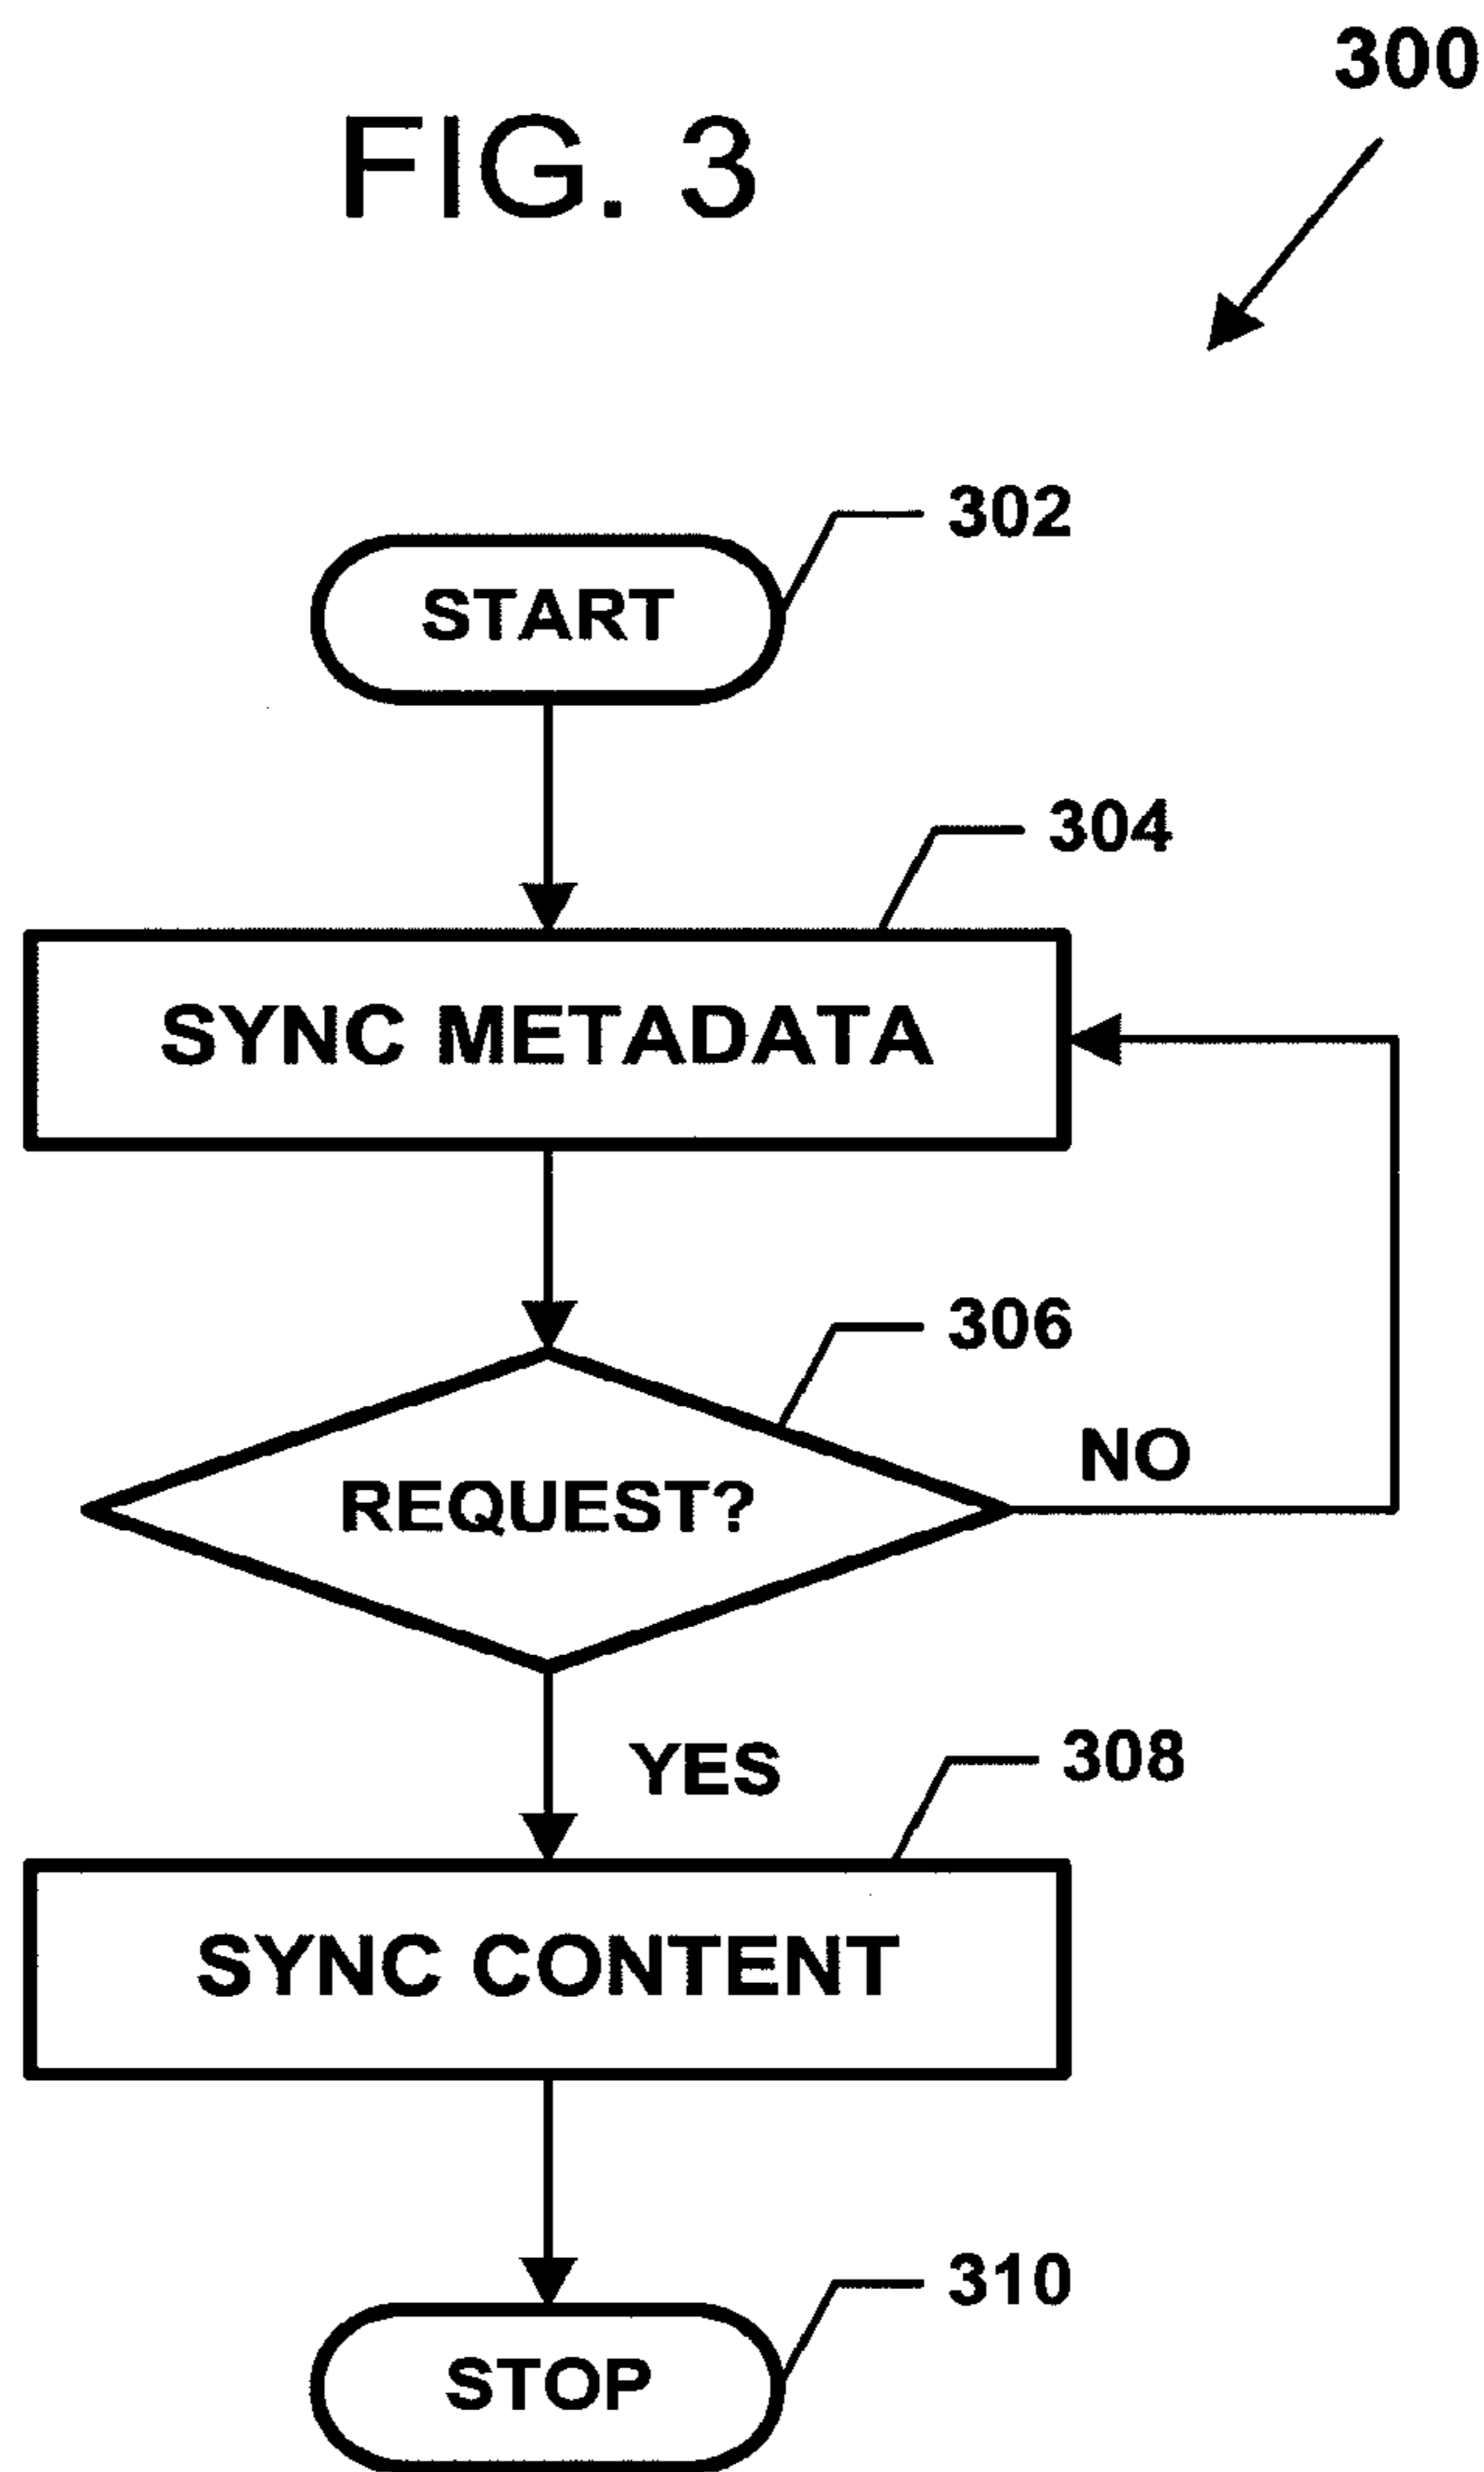 300
FIG. 3
302
START
304
SYNC METADATA
306
REQUEST?
NO
YES
308
SYNC CONTENT
310
STOP